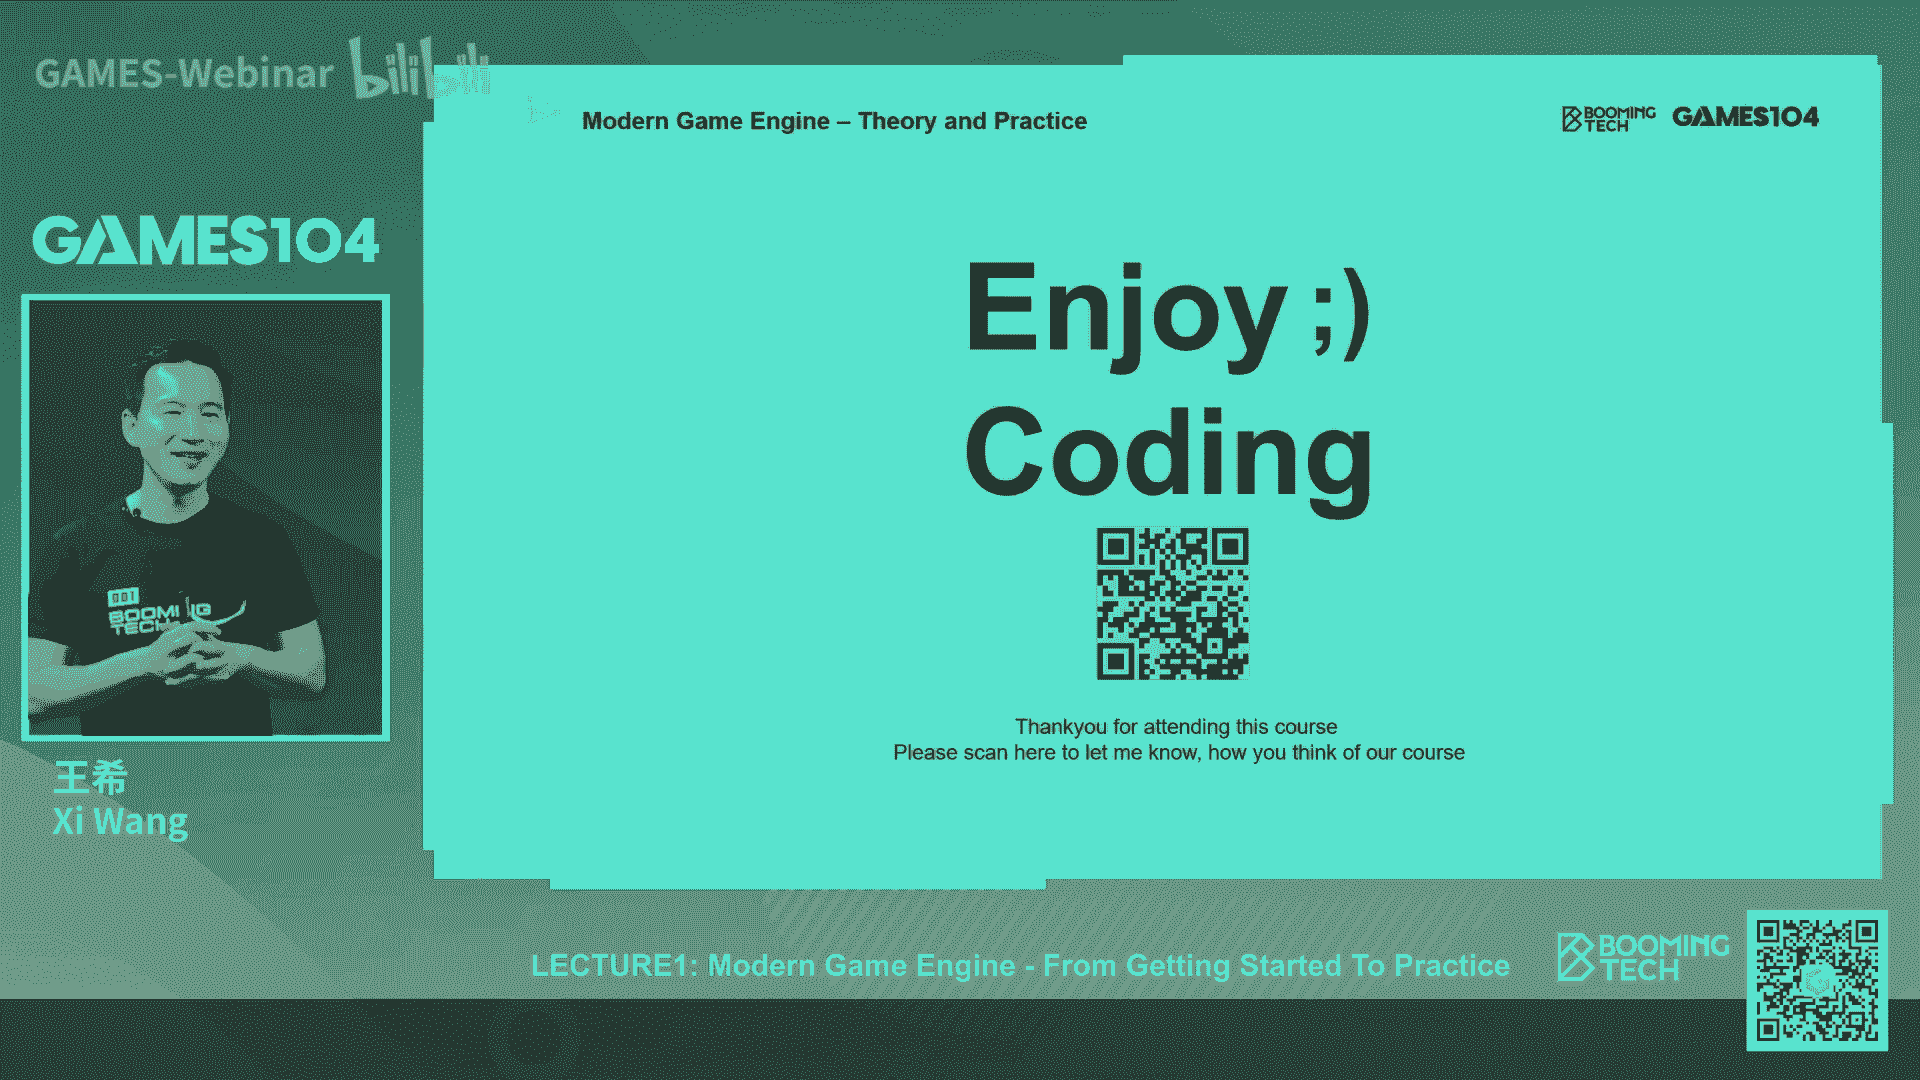 GAMES-Webinar bilibili
Modern Game Engine – Theory and Practice
BOOMING
TECH
GAMES104
GAMES104
Enjoy ;)
Coding
BOOMING
TECH
Thankyou for attending this course
Please scan here to let me know, how you think of our course
王希
Xi Wang
LECTURE1: Modern Game Engine - From Getting Started To Practice
BOOMING
TECH